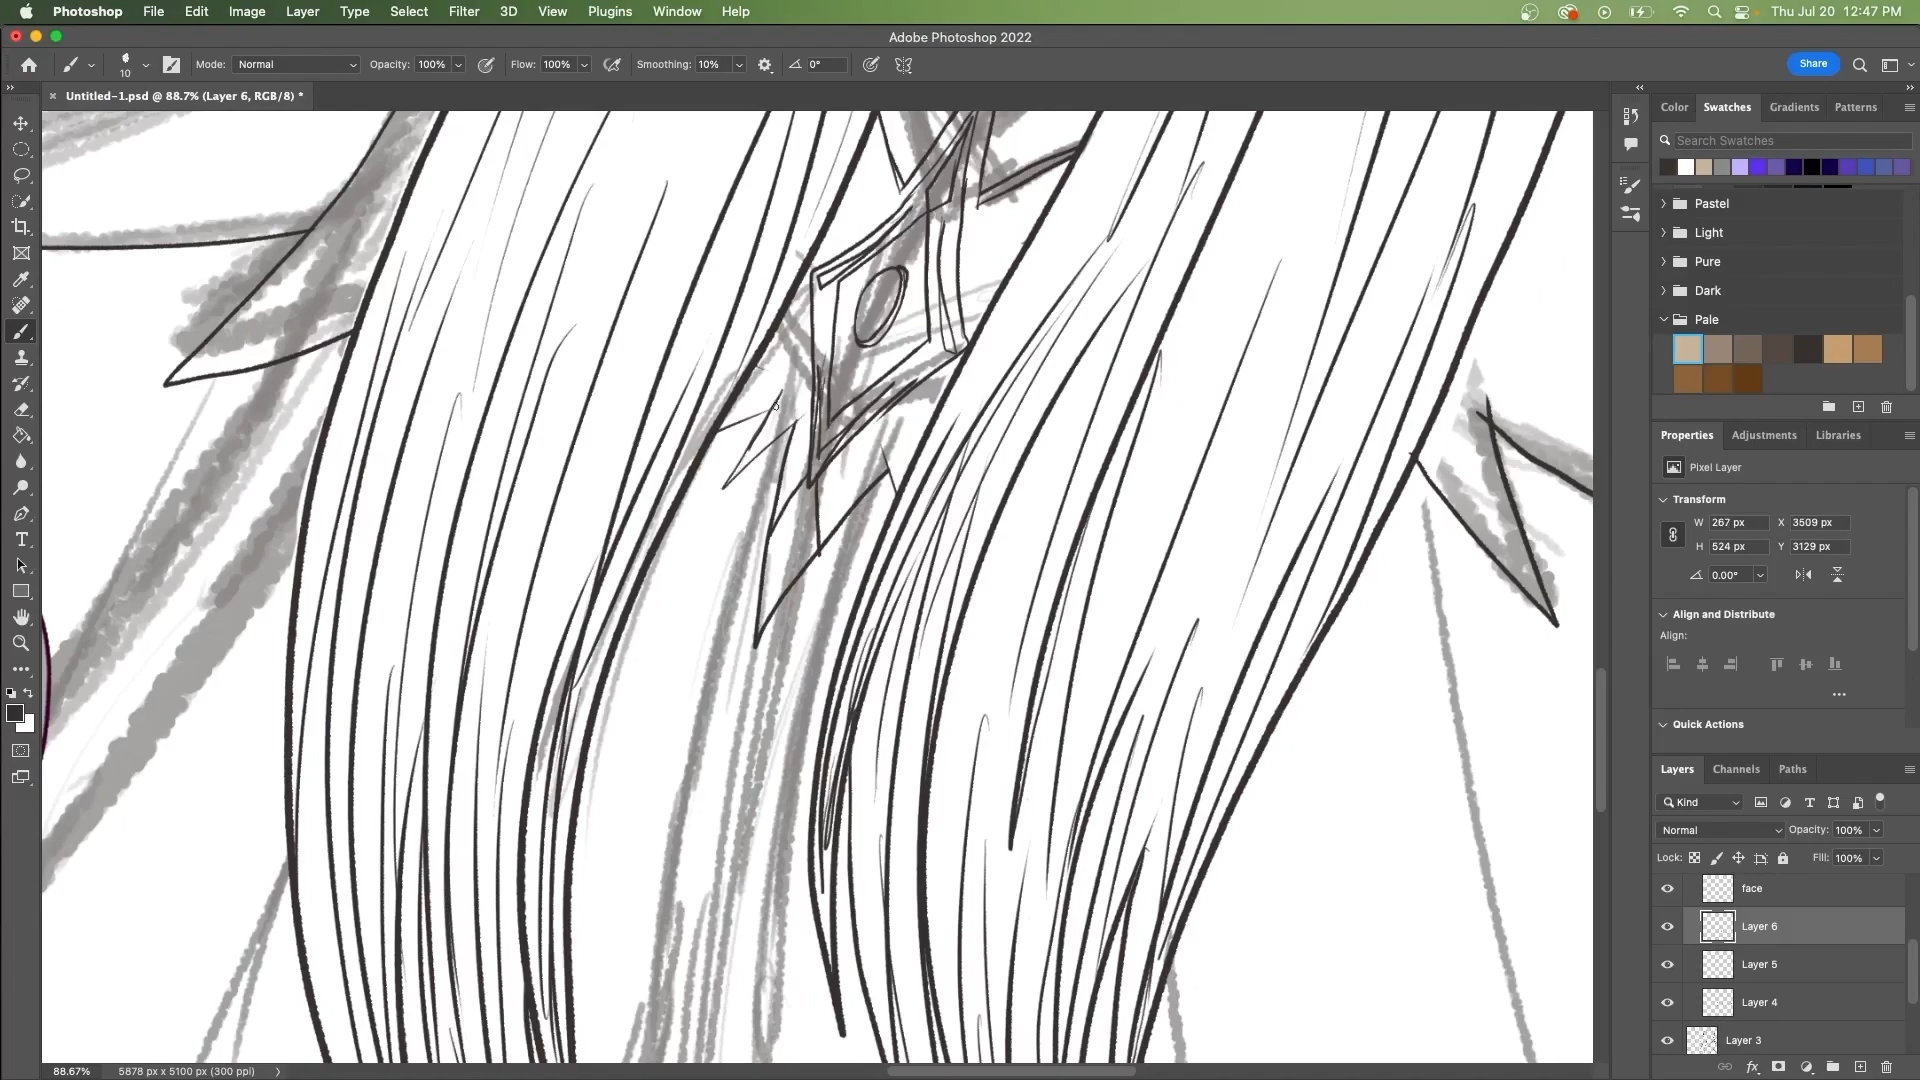 Photoshop File Edit Image Layer Type Select Filter 3D View Plugins Window Help Thu Jul 20 12:47 PM
Adobe Photoshop 2022
10 Mode: Normal Opacity: 100% Flow: 100% Smoothing: 10% 0° Share
Untitled-1.psd @ 88.7% (Layer 6, RGB/8) *
Color Swatches Gradients Patterns
Search Swatches
Pastel
Light
Pure
Dark
Pale
Properties Adjustments Libraries
Pixel Layer
Transform
W 267 px X 3509 px
H 524 px Y 3129 px
0.00°
Align and Distribute
Align:
Quick Actions
Layers Channels Paths
Kind
Normal Opacity: 100%
Lock: Fill: 100%
face
Layer 6
Layer 5
Layer 4
Layer 3
88.67% 5878 px x 5100 px (300 ppi)